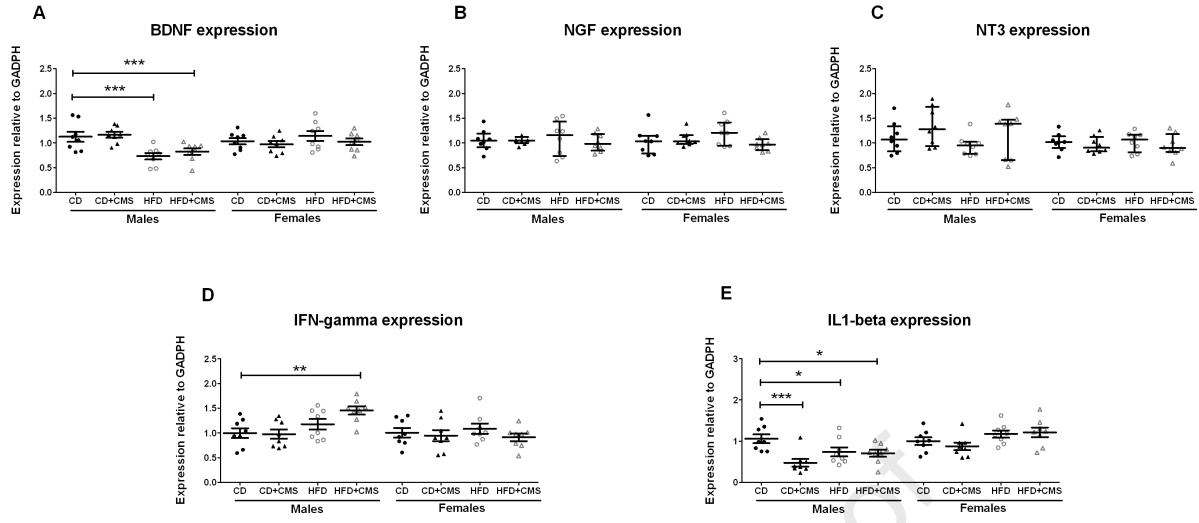 A
BDNF expression
Expression relative to GADPH
2.5
2.0
1.5
1.0
0.5
0.0
***
***
CD CD+CMS HFD HFD+CMS CD CD+CMS HFD HFD+CMS
Males Females
B
NGF expression
Expression relative to GADPH
2.5
2.0
1.5
1.0
0.5
0.0
CD CD+CMS HFD HFD+CMS CD CD+CMS HFD HFD+CMS
Males Females
C
NT3 expression
Expression relative to GADPH
2.5
2.0
1.5
1.0
0.5
0.0
CD CD+CMS HFD HFD+CMS CD CD+CMS HFD HFD+CMS
Males Females
D
IFN-gamma expression
Expression relative to GADPH
2.5
2.0
1.5
1.0
0.5
0.0
**
CD CD+CMS HFD HFD+CMS CD CD+CMS HFD HFD+CMS
Males Females
E
IL1-beta expression
Expression relative to GADPH
3
2
1
0
*
*
***
CD CD+CMS HFD HFD+CMS CD CD+CMS HFD HFD+CMS
Males Females